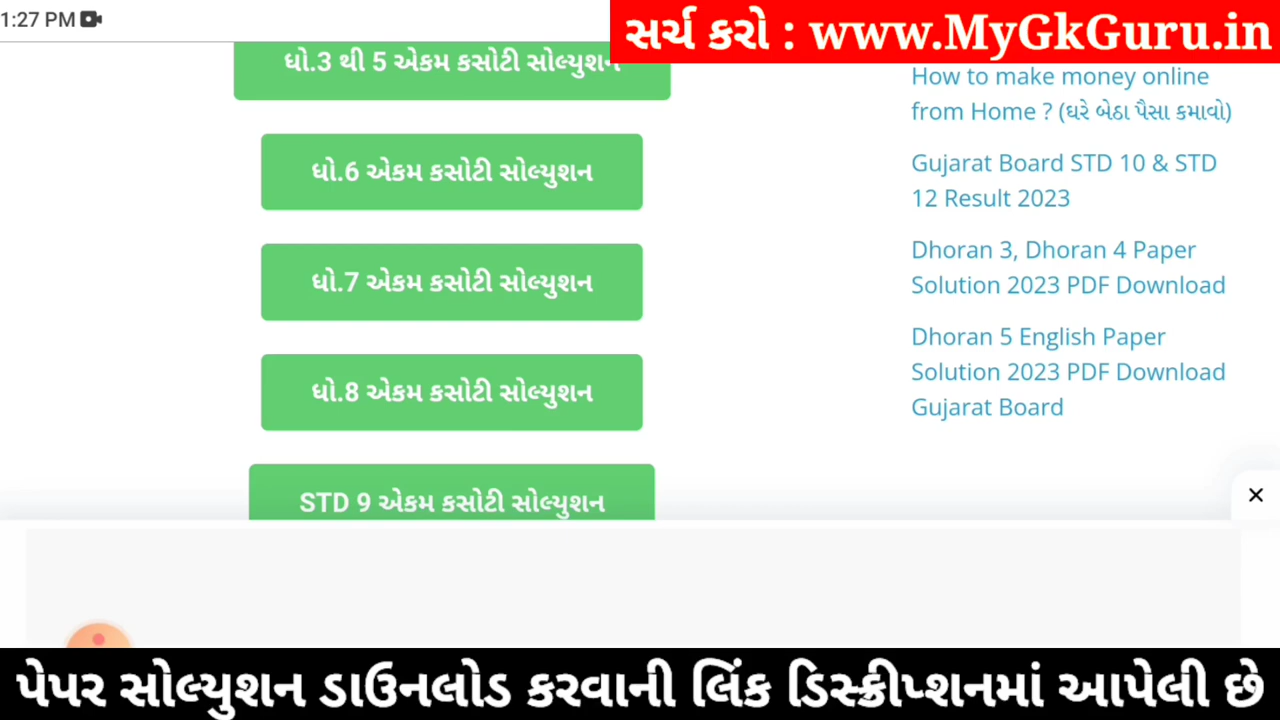 1:27 PM
સર્ચ કરો : www.MyGkGuru.in
ધો.3 થી 5 એકમ કસોટી સોલ્યુશન
ધો.6 એકમ કસોટી સોલ્યુશન
ધો.7 એકમ કસોટી સોલ્યુશન
ધો.8 એકમ કસોટી સોલ્યુશન
STD 9 એકમ કસોટી સોલ્યુશન
How to make money online
from Home ? (ઘરે બેઠા પૈસા કમાવો)
Gujarat Board STD 10 & STD
12 Result 2023
Dhoran 3, Dhoran 4 Paper
Solution 2023 PDF Download
Dhoran 5 English Paper
Solution 2023 PDF Download
Gujarat Board
પેપર સોલ્યુશન ડાઉનલોડ કરવાની લિંક ડિસ્ક્રીપ્શનમાં આપેલી છે